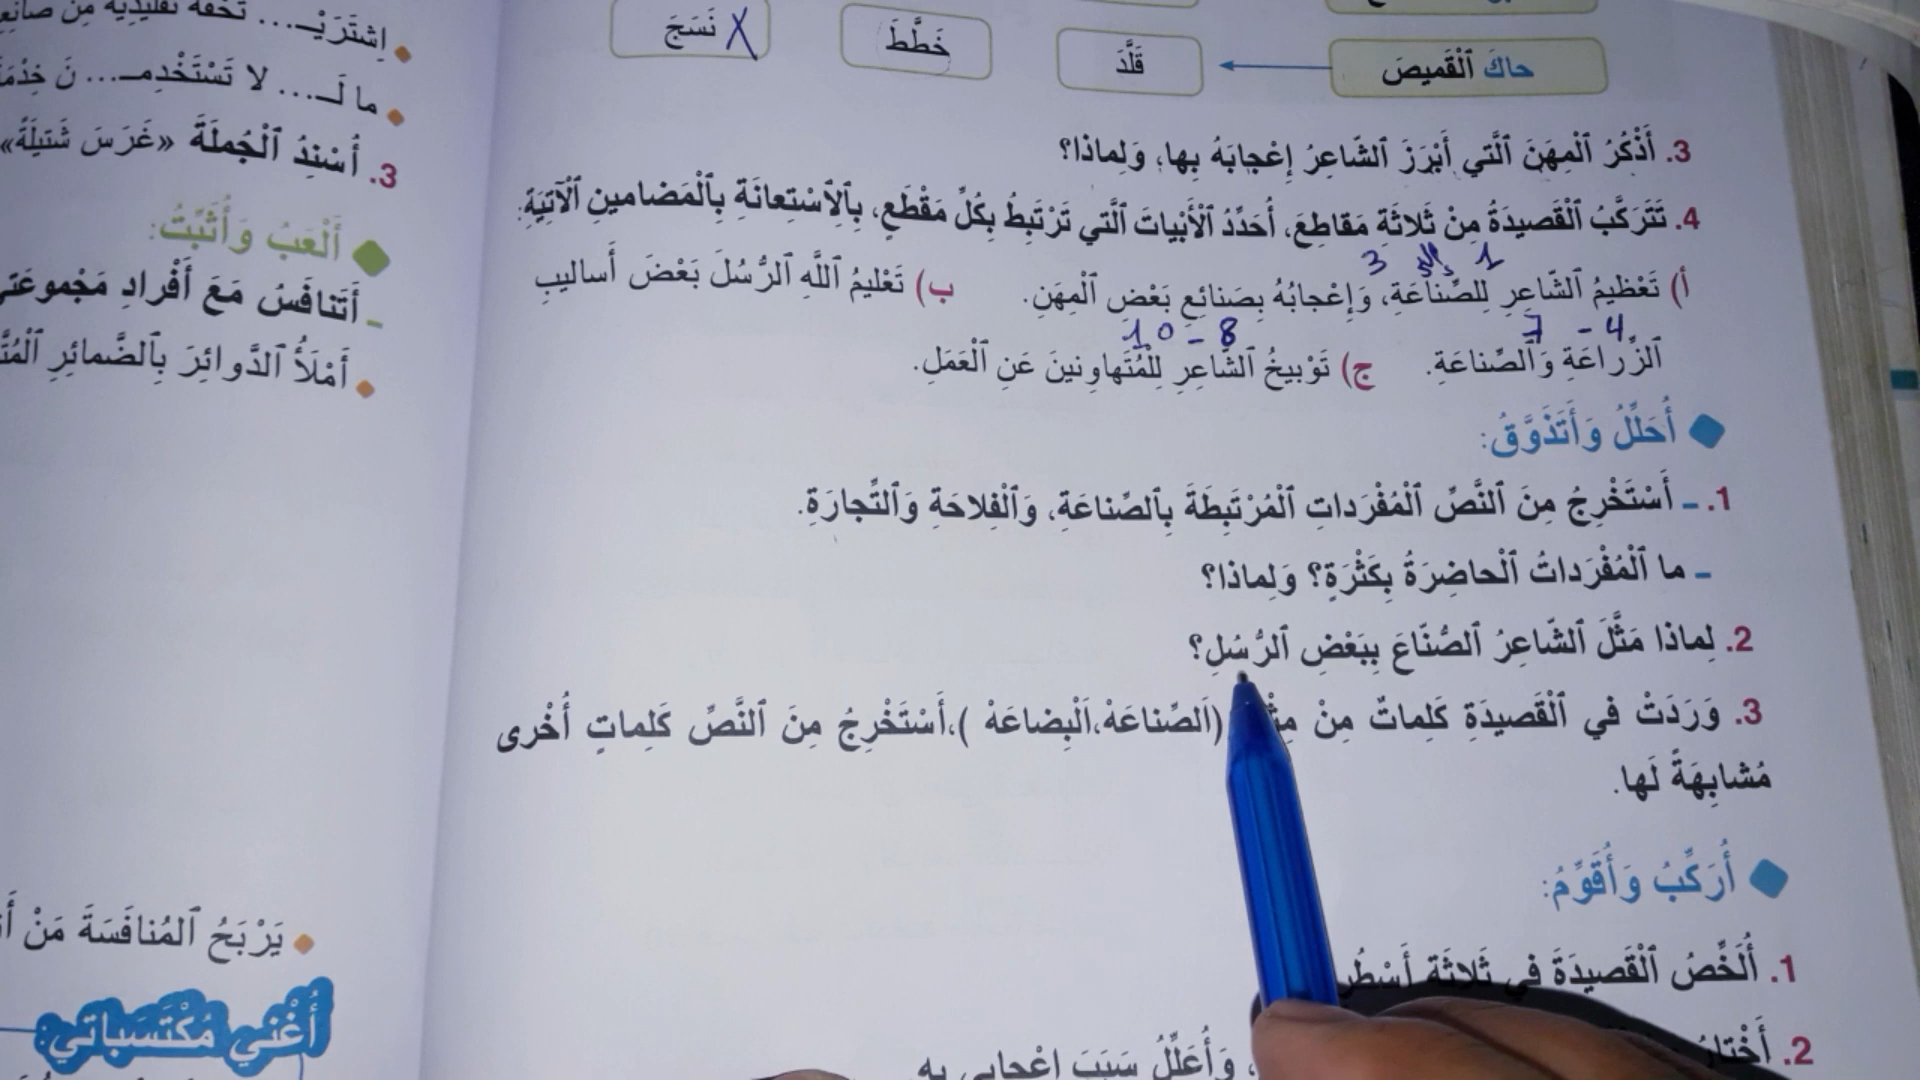 حاكَ ٱلْقَميصَ
قَلَّدَ
خَطَّطَ
نَسَجَ X
3. أَذْكُرُ ٱلْمِهَنَ ٱلَّتي أَبْرَزَ ٱلشّاعِرُ إِعْجابَهُ بِها، وَلِماذا؟
4. تَتَرَكَّبُ ٱلْقَصيدَةُ مِنْ ثَلاثَةِ مَقاطِعَ، أُحَدِّدُ ٱلْأَبْياتَ ٱلَّتي تَرْتَبِطُ بِكُلِّ مَقْطَعٍ، بِٱلِٱسْتِعانَةِ بِٱلْمَضامينِ ٱلْآتِيَةِ:
1 3
أ) تَعْظيمُ ٱلشّاعِرِ لِلصِّناعَةِ، وَإِعْجابُهُ بِصَنائِعِ بَعْضِ ٱلْمِهَنِ. ب) تَعْليمُ ٱللَّهِ ٱلرُّسُلَ بَعْضَ أَساليبِ
4 - 7 8 - 10
ٱلزِّراعَةِ وَٱلصِّناعَةِ. ج) تَوْبيخُ ٱلشّاعِرِ لِلْمُتَهاوِنينَ عَنِ ٱلْعَمَلِ.
أُحَلِّلُ وَأَتَذَوَّقُ:
1. – أَسْتَخْرِجُ مِنَ ٱلنَّصِّ ٱلْمُفْرَداتِ ٱلْمُرْتَبِطَةَ بِٱلصِّناعَةِ، وَٱلْفِلاحَةِ وَٱلتِّجارَةِ.
– ما ٱلْمُفْرَداتُ ٱلْحاضِرَةُ بِكَثْرَةٍ؟ وَلِماذا؟
2. لِماذا مَثَّلَ ٱلشّاعِرُ ٱلصُّنّاعَ بِبَعْضِ ٱلرُّسُلِ؟
3. وَرَدَتْ في ٱلْقَصيدَةِ كَلِماتٌ مِنْ (اَلصِّناعَهْ،اَلْبِضاعَهْ )،أَسْتَخْرِجُ مِنَ ٱلنَّصِّ كَلِماتٍ أُخْرى
مُشابِهَةً لَها.
أُرَكِّبُ وَأُقَوِّمُ:
1. أُلَخِّصُ ٱلْقَصيدَةَ في ثَلاثَةِ أَسْطُرٍ
2. أَخْتارُ ، وَأُعَلِّلُ سَبَبَ إِعْجابي بِهِ
تُحْفَةً تَقْليدِيَّةً مِنْ
اِشْتَرَيْـ...
ما لَـ... لا تَسْتَخْدِمـ... نَ
3. أُسْنِدُ ٱلْجُملَةَ «غَرَسَ شَتيلَةً»
أَلْعَبُ وَأُثَبِّتُ:
– أَتَنافَسُ مَعَ أَفْرادِ مَجْموعَتي
أَمْلَأُ ٱلدَّوائِرَ بِٱلضَّمائِرِ
يَرْبَحُ ٱلمُنافَسَةَ مَنْ
أُغْني مُكْتَسَباتي: